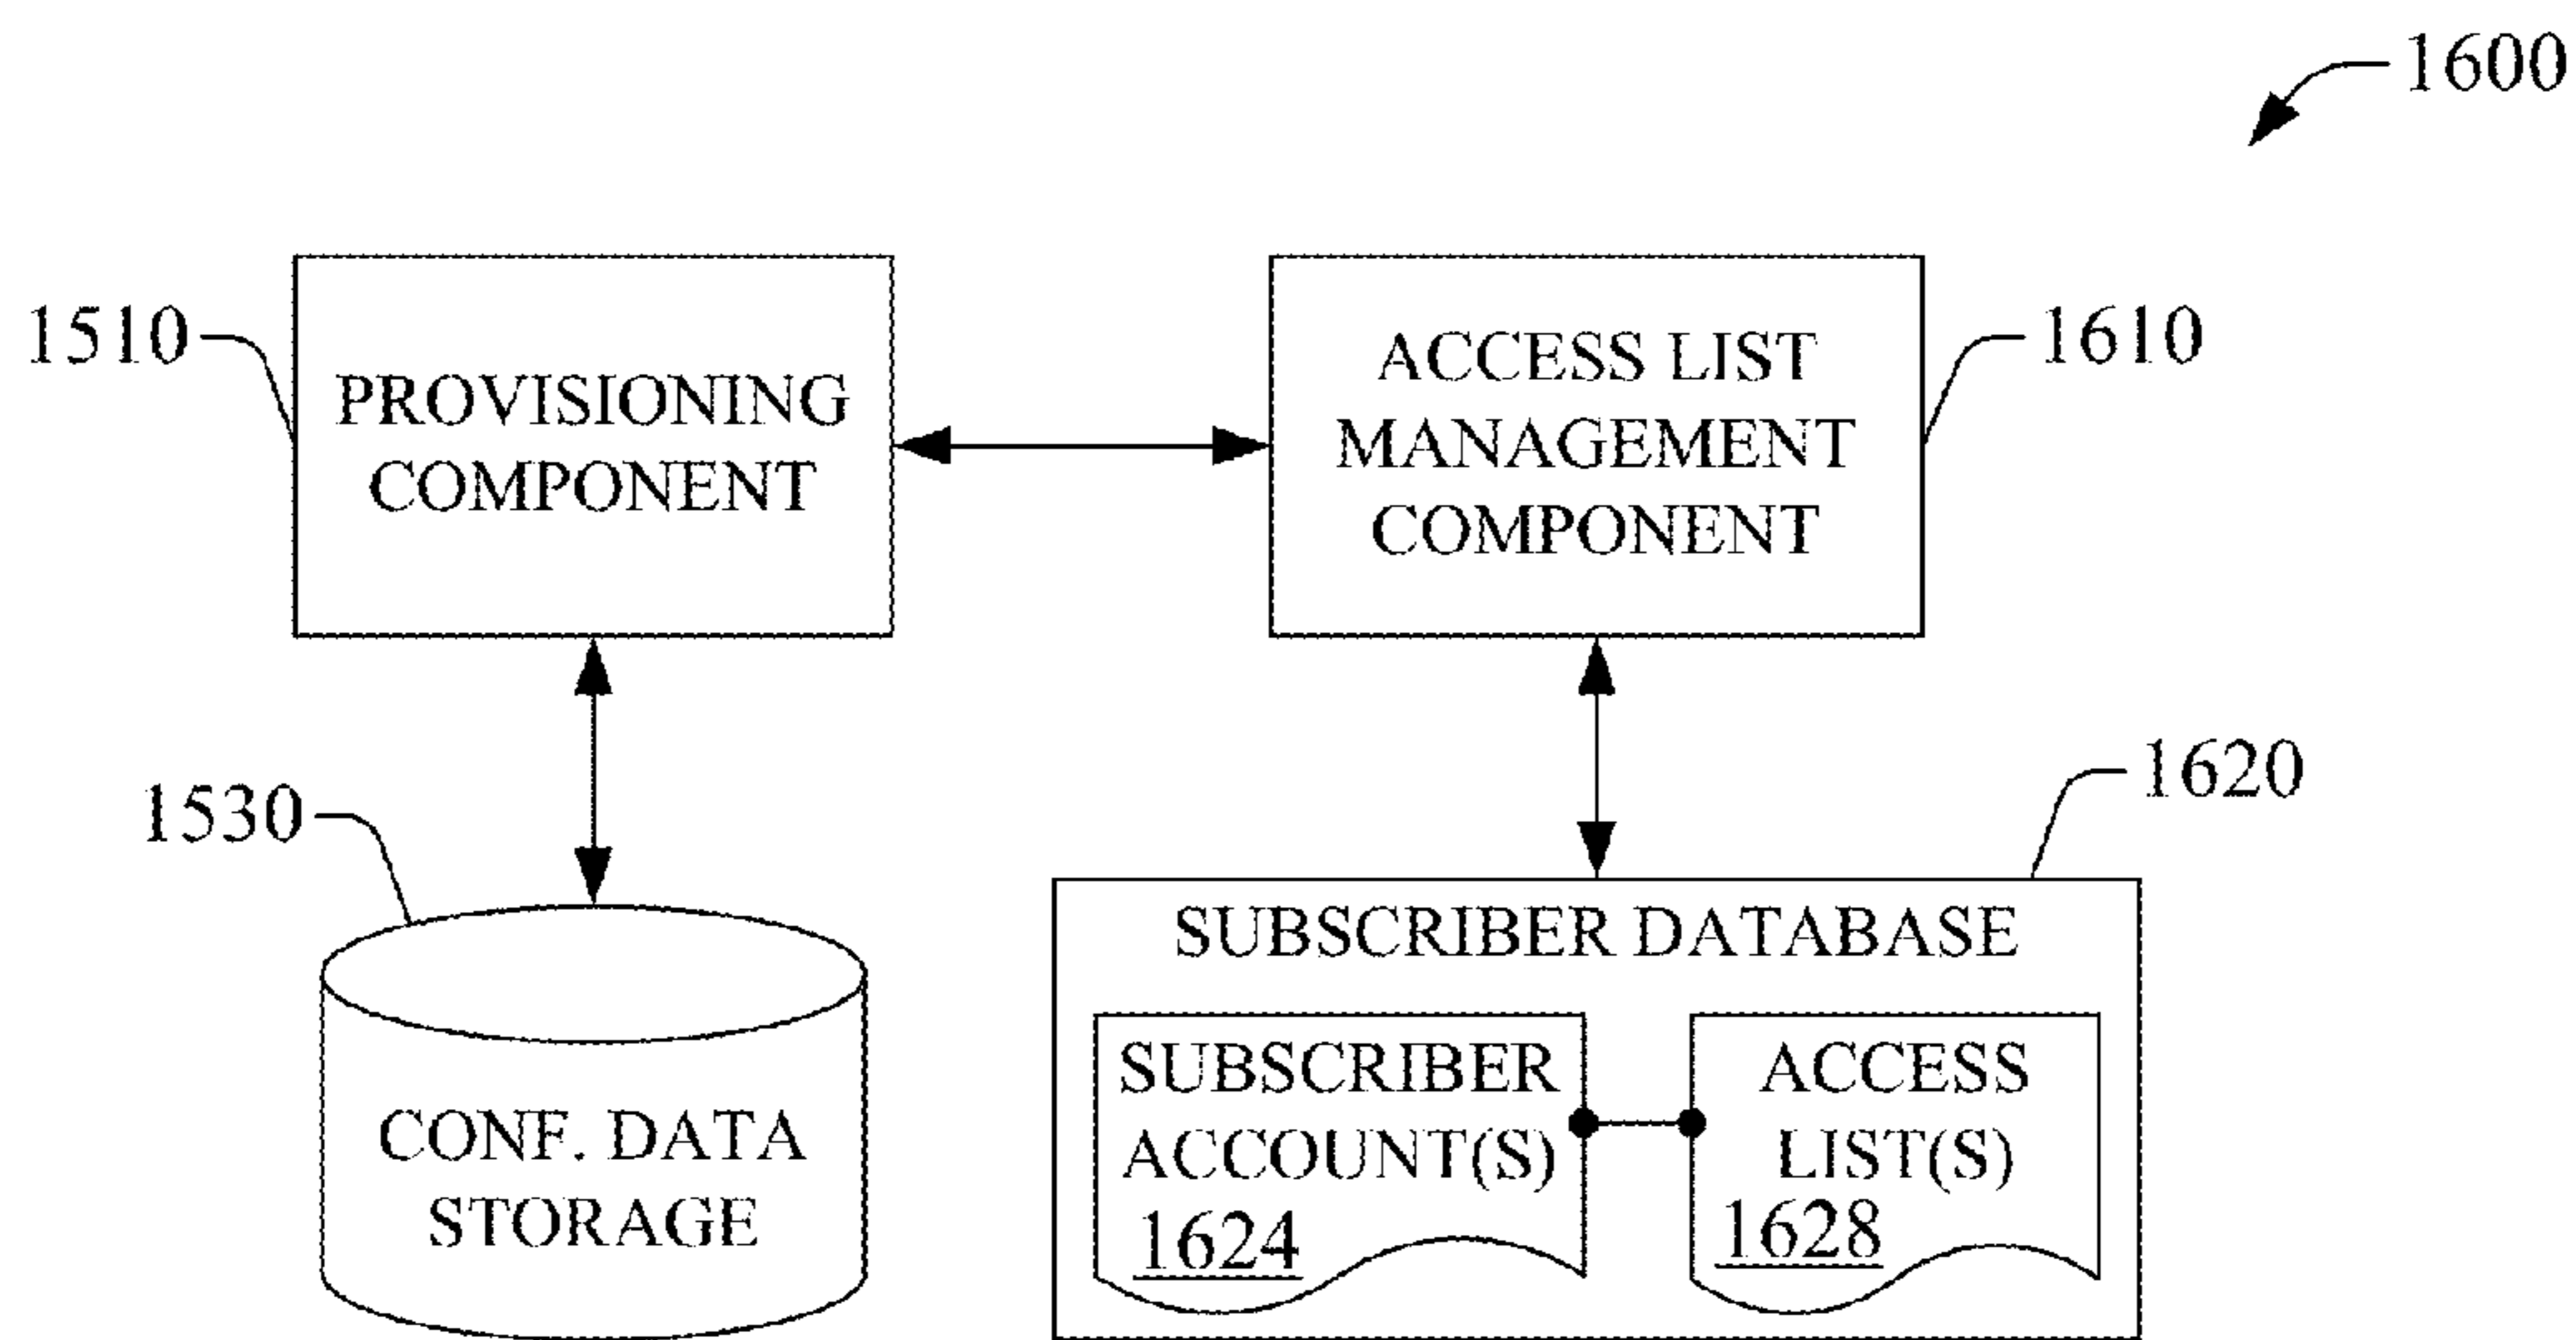 1600
1510
PROVISIONING
COMPONENT
ACCESS LIST
MANAGEMENT
COMPONENT
1610
1530
CONF. DATA
STORAGE
1620
SUBSCRIBER DATABASE
SUBSCRIBER
ACCOUNT(S)
1624
ACCESS
LIST(S)
1628